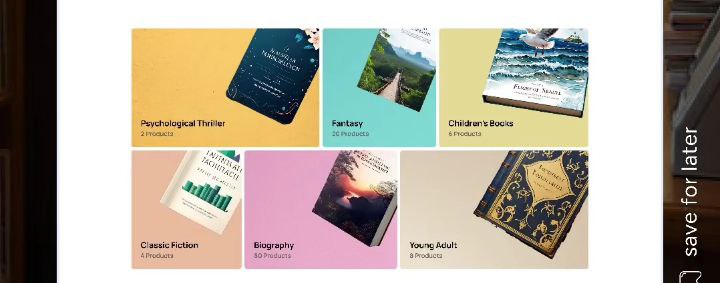 Psychological Thriller
2 Products
Fantasy
20 Products
Children's Books
6 Products
Classic Fiction
4 Products
Biography
50 Products
Young Adult
8 Products
save for later